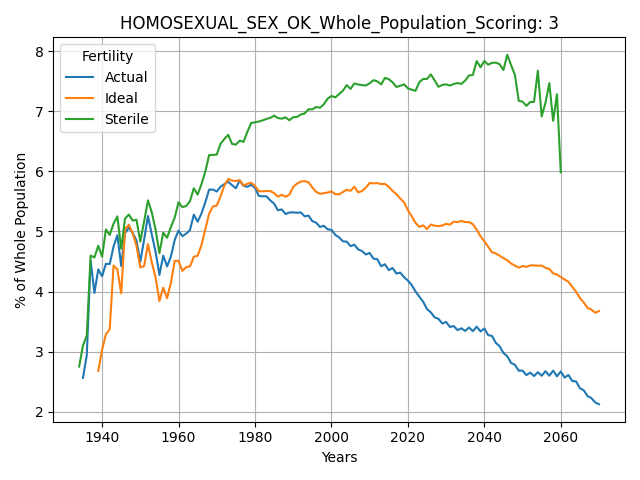 HOMOSEXUAL_SEX_OK_Whole_Population_Scoring: 3
Fertility
Actual
Ideal
Sterile
% of Whole Population
8
7
6
5
4
3
2
1940
1960
1980
2000
2020
2040
2060
Years